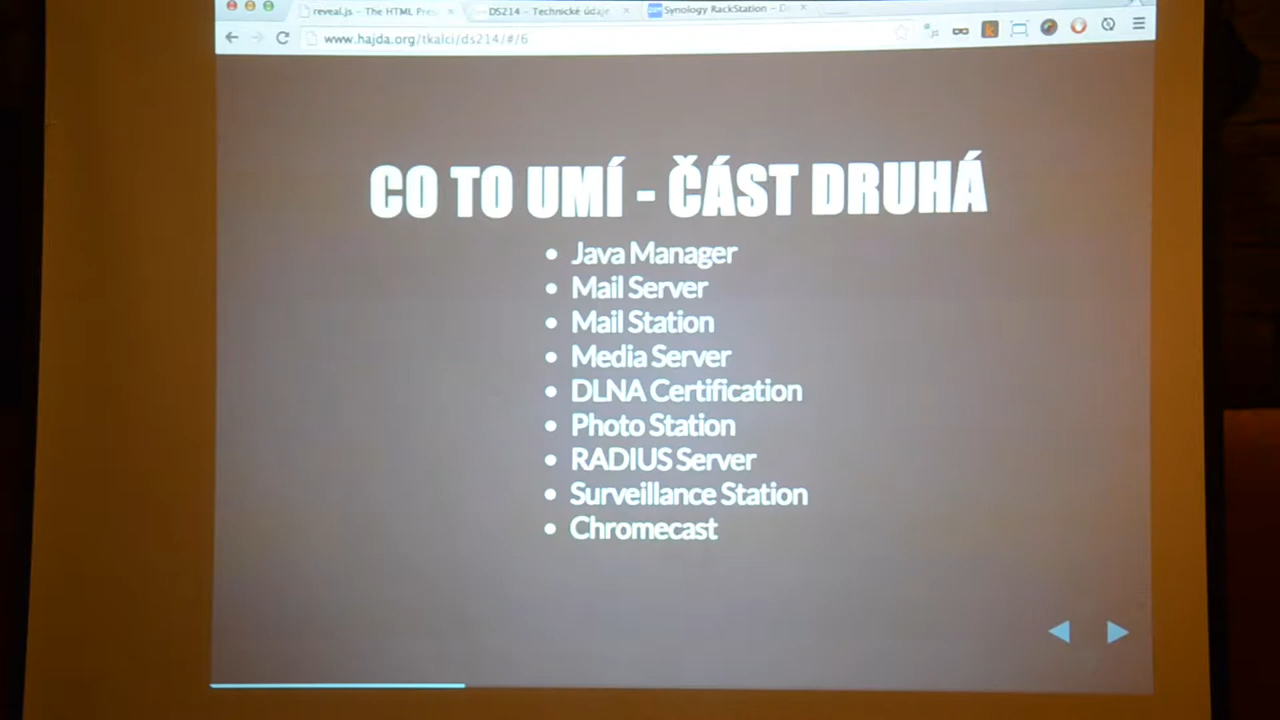 reveal.js - The HTML Pres
DS214 - Technické údaje
Synology RackStation - D
www.hajda.org/tkalci/ds214/#/6
CO TO UMÍ - ČÁST DRUHÁ
• Java Manager
• Mail Server
• Mail Station
• Media Server
• DLNA Certification
• Photo Station
• RADIUS Server
• Surveillance Station
• Chromecast